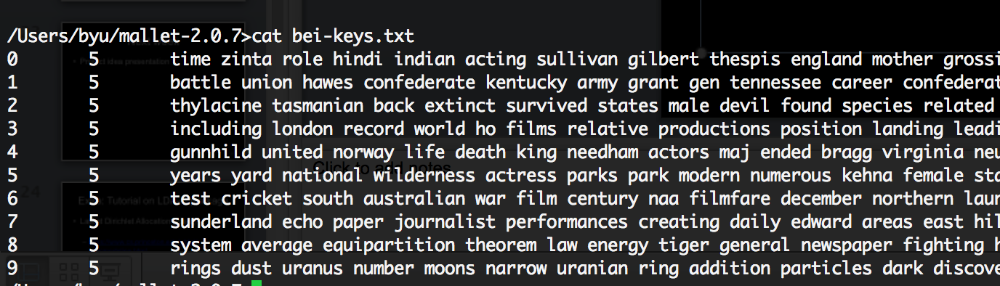 /Users/byu/mallet-2.0.7>cat bei-keys.txt
0 5 time zinta role hindi indian acting sullivan gilbert thespis england mother grossi
1 5 battle union hawes confederate kentucky army grant gen tennessee career confederat
2 5 thylacine tasmanian back extinct survived states male devil found species related
3 5 including london record world ho films relative productions position landing leadi
4 5 gunnhild united norway life death king needham actors maj ended bragg virginia neu
Click to add notes
5 5 years yard national wilderness actress parks park modern numerous kehna female sta
24
6 5 test cricket south australian war film century naa filmfare december northern laun
7 5 sunderland echo paper journalist performances creating daily edward areas east hil
8 5 system average equipartition theorem law energy tiger general newspaper fighting h
9 5 rings dust uranus number moons narrow uranian ring addition particles dark discove